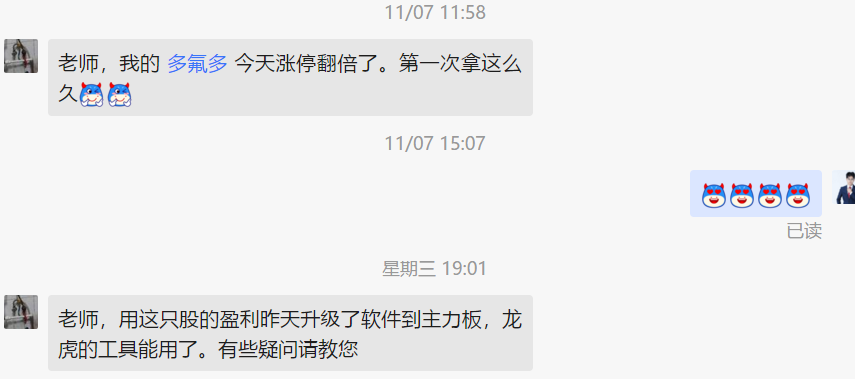 11/07 11:58
老师，我的 多氟多 今天涨停翻倍了。第一次拿这么
久
11/07 15:07
已读
星期三 19:01
老师，用这只股的盈利昨天升级了软件到主力板，龙
虎的工具能用了。有些疑问请教您